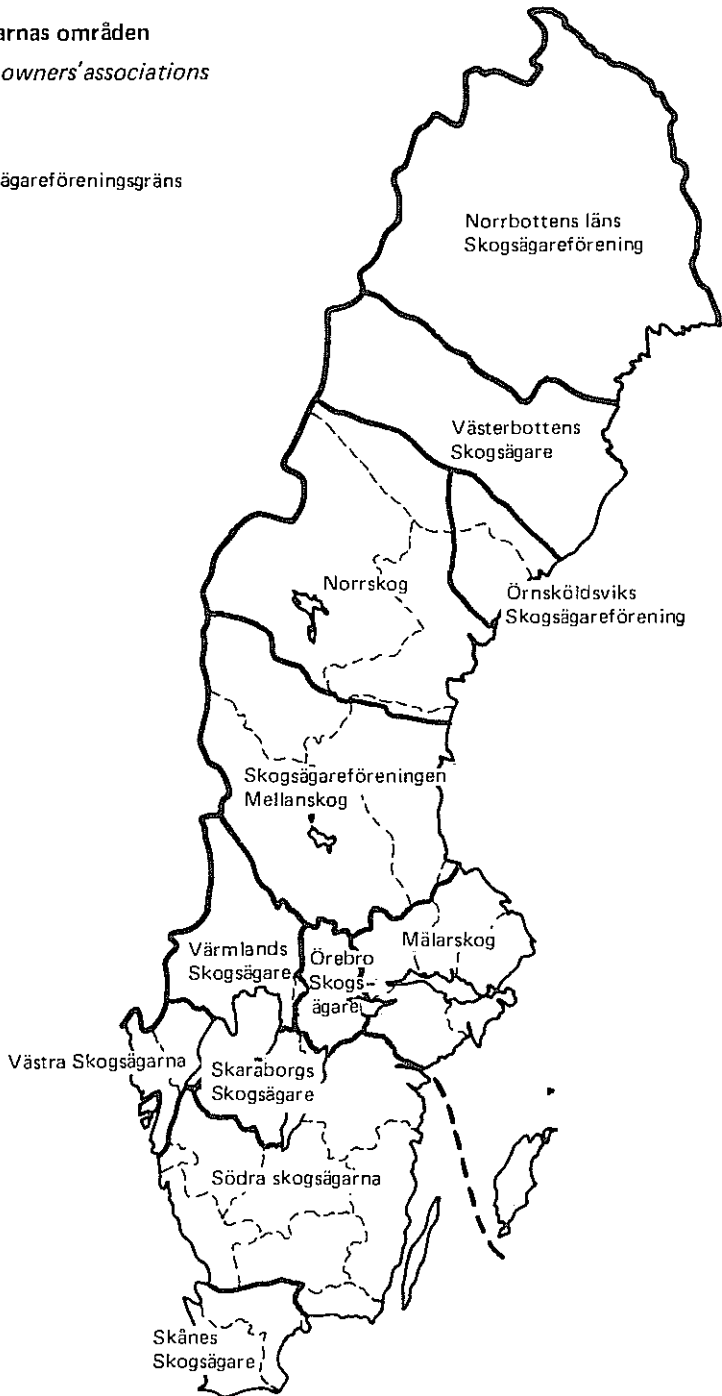 arnas områden
owners' associations
ägareföreningsgräns
Norrbottens läns
Skogsägareförening
Västerbottens
Skogsägare
Norrskog
Örnsköldsviks
Skogsägareförening
Skogsägareföreningen
Mellanskog
Värmlands
Skogsägare
Örebro
Skogs-
ägare
Mälarskog
Västra Skogsägarna
Skaraborgs
Skogsägare
Södra skogsägarna
Skånes
Skogsägare